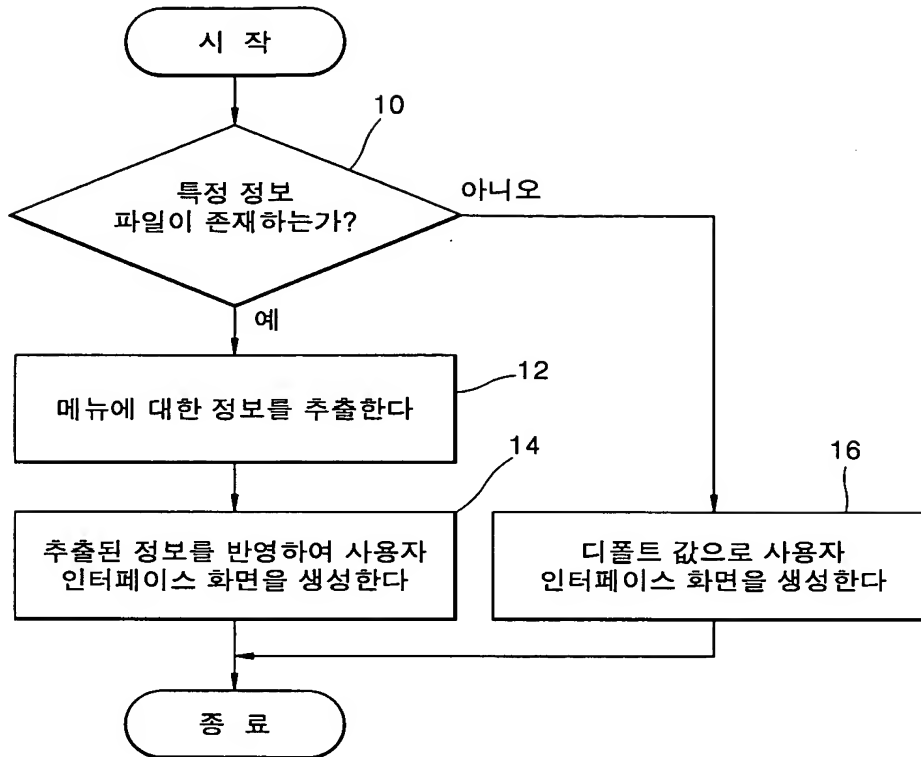 시 작
10
특정 정보
파일이 존재하는가?
아니오
예
12
메뉴에 대한 정보를 추출한다
14
추출된 정보를 반영하여 사용자
인터페이스 화면을 생성한다
16
디폴트 값으로 사용자
인터페이스 화면을 생성한다
종 료